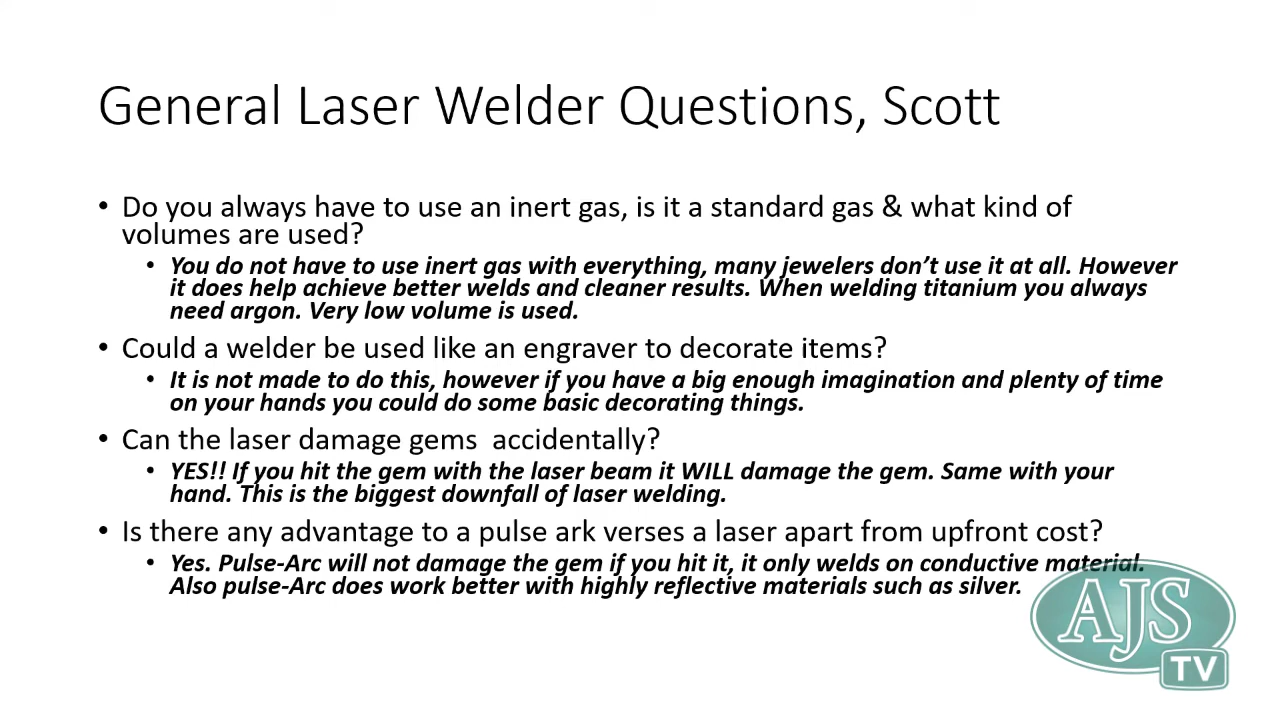 General Laser Welder Questions, Scott
• Do you always have to use an inert gas, is it a standard gas & what kind of
volumes are used?
• You do not have to use inert gas with everything, many jewelers don’t use it at all. However
it does help achieve better welds and cleaner results. When welding titanium you always
need argon. Very low volume is used.
• Could a welder be used like an engraver to decorate items?
• It is not made to do this, however if you have a big enough imagination and plenty of time
on your hands you could do some basic decorating things.
• Can the laser damage gems  accidentally?
• YES!! If you hit the gem with the laser beam it WILL damage the gem. Same with your
hand. This is the biggest downfall of laser welding.
• Is there any advantage to a pulse ark verses a laser apart from upfront cost?
• Yes. Pulse-Arc will not damage the gem if you hit it, it only welds on conductive material.
Also pulse-Arc does work better with highly reflective materials such as silver.
AJS
TV